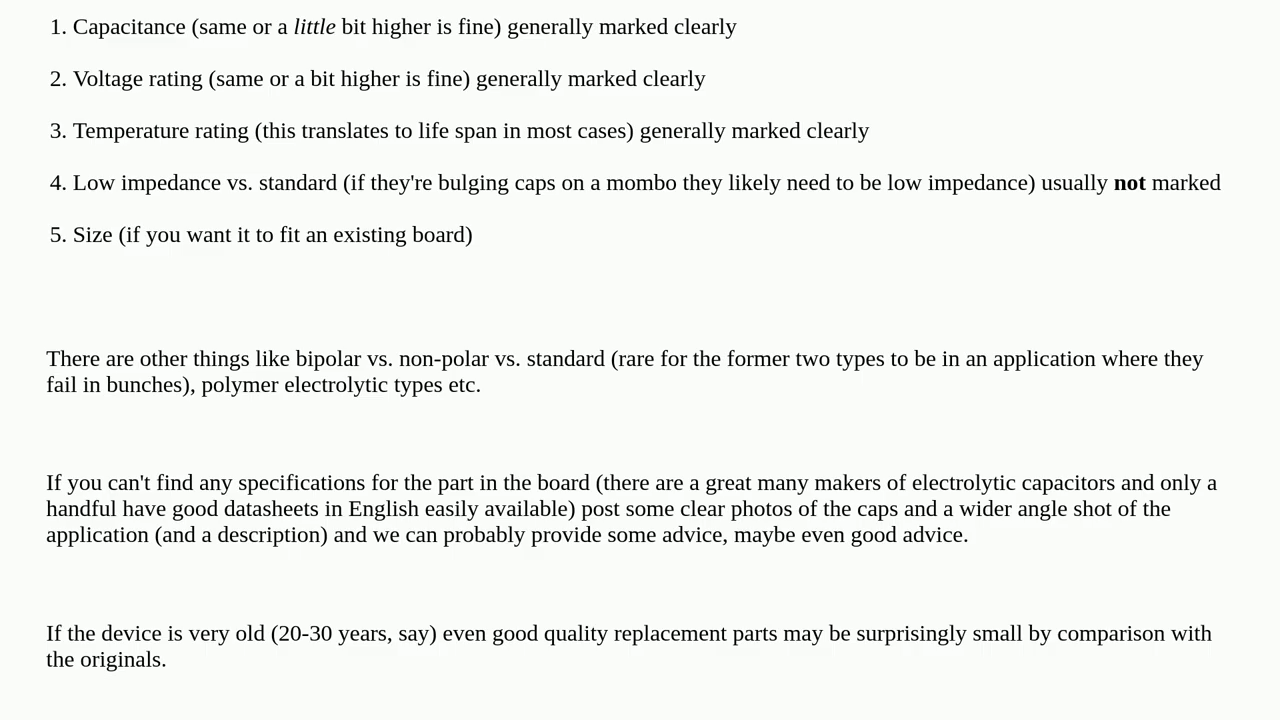 1. Capacitance (same or a little bit higher is fine) generally marked clearly
2. Voltage rating (same or a bit higher is fine) generally marked clearly
3. Temperature rating (this translates to life span in most cases) generally marked clearly
4. Low impedance vs. standard (if they're bulging caps on a mombo they likely need to be low impedance) usually not marked
5. Size (if you want it to fit an existing board)
There are other things like bipolar vs. non-polar vs. standard (rare for the former two types to be in an application where they
fail in bunches), polymer electrolytic types etc.
If you can't find any specifications for the part in the board (there are a great many makers of electrolytic capacitors and only a
handful have good datasheets in English easily available) post some clear photos of the caps and a wider angle shot of the
application (and a description) and we can probably provide some advice, maybe even good advice.
If the device is very old (20-30 years, say) even good quality replacement parts may be surprisingly small by comparison with
the originals.